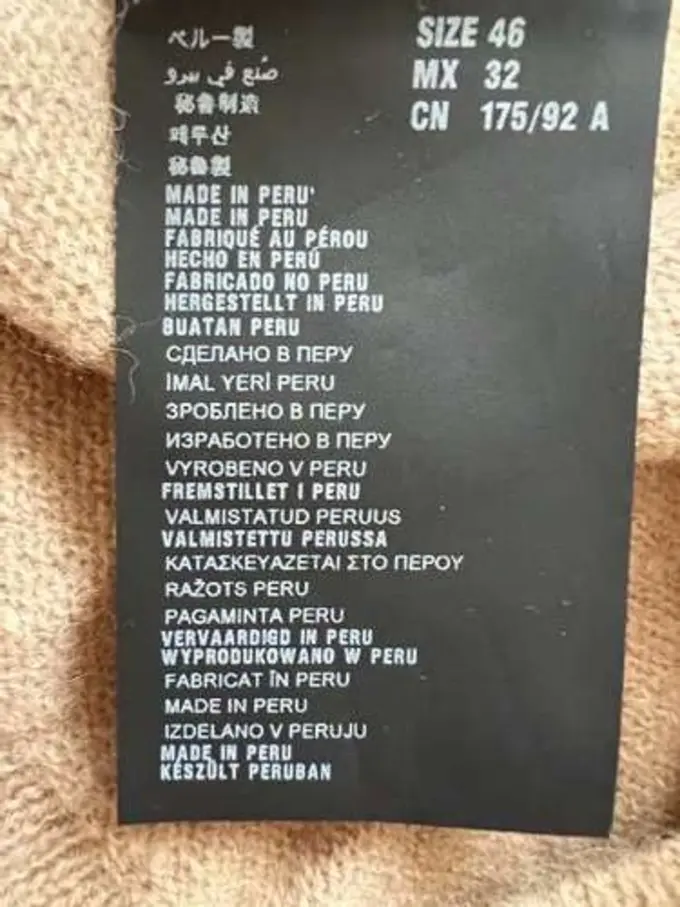 ペルー製
صُنع في بيرو
秘鲁制造
페루산
秘魯製
SIZE 46
MX 32
CN 175/92 A
MADE IN PERU'
MADE IN PERU
FABRIQUÉ AU PÉROU
HECHO EN PERÚ
FABRICADO NO PERU
HERGESTELLT IN PERU
BUATAN PERU
СДЕЛАНО В ПЕРУ
İMAL YERİ PERU
ЗРОБЛЕНО В ПЕРУ
ИЗРАБОТЕНО В ПЕРУ
VYROBENO V PERU
FREMSTILLET I PERU
VALMISTATUD PERUUS
VALMISTETTU PERUSSA
ΚΑΤΑΣΚΕΥΑΖΕΤΑΙ ΣΤΟ ΠΕΡΟΥ
RAŽOTS PERU
PAGAMINTA PERU
VERVAARDIGD IN PERU
WYPRODUKOWANO W PERU
FABRICAT ÎN PERU
MADE IN PERU
IZDELANO V PERUJU
MADE IN PERU
KÉSZÜLT PERUBAN